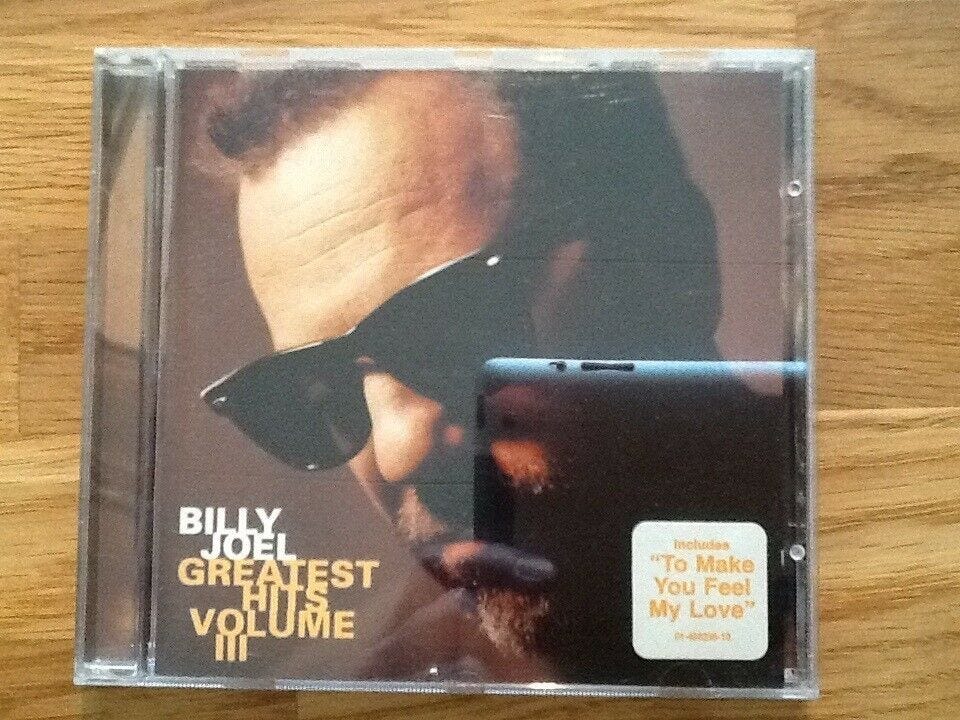 BILLY
JOEL
GREATEST
HITS
VOLUME
III
Includes
"To Make
You Feel
My Love"